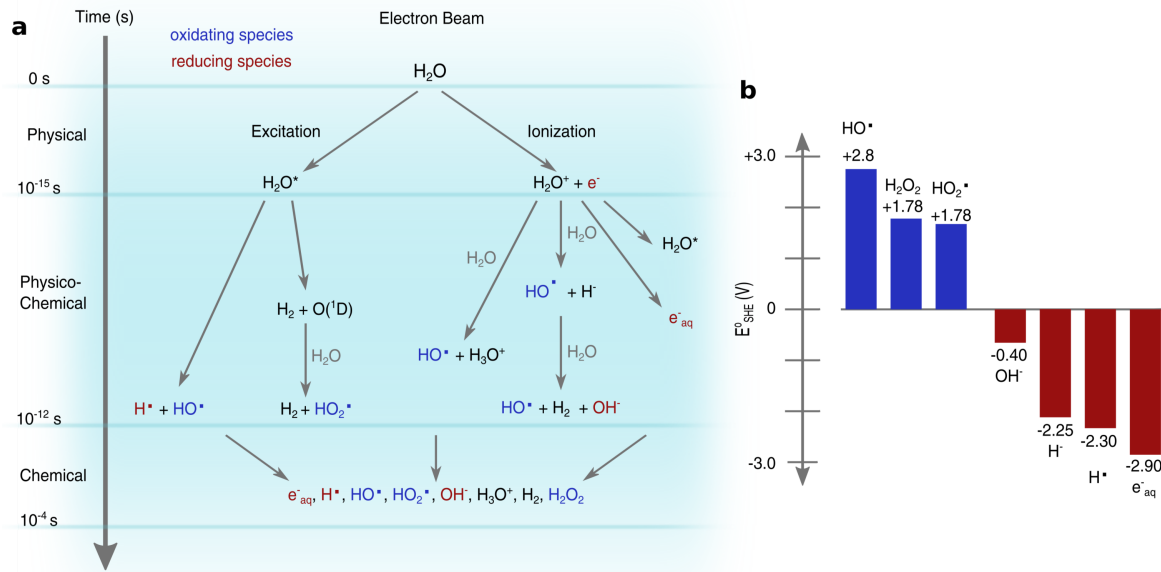 a
Time (s)
Electron Beam
oxidating species
reducing species
0 s
H₂O
Physical
Excitation
Ionization
10⁻¹⁵ s
H₂O*
H₂O⁺ + e⁻
H₂O
H₂O
H₂O*
Physico-
Chemical
HO▪ + H⁻
H₂ + O(¹D)
e⁻aq
H₂O
HO▪ + H₃O⁺
H₂O
H▪ + HO▪
H₂ + HO₂▪
HO▪ + H₂ + OH⁻
10⁻¹² s
Chemical
e⁻aq, H▪, HO▪, HO₂▪, OH⁻, H₃O⁺, H₂, H₂O₂
10⁻⁴ s
b
E⁰SHE (V)
+3.0
0
-3.0
HO▪
+2.8
H₂O₂
+1.78
HO₂▪
+1.78
-0.40
OH⁻
-2.25
H⁻
-2.30
H▪
-2.90
e⁻aq